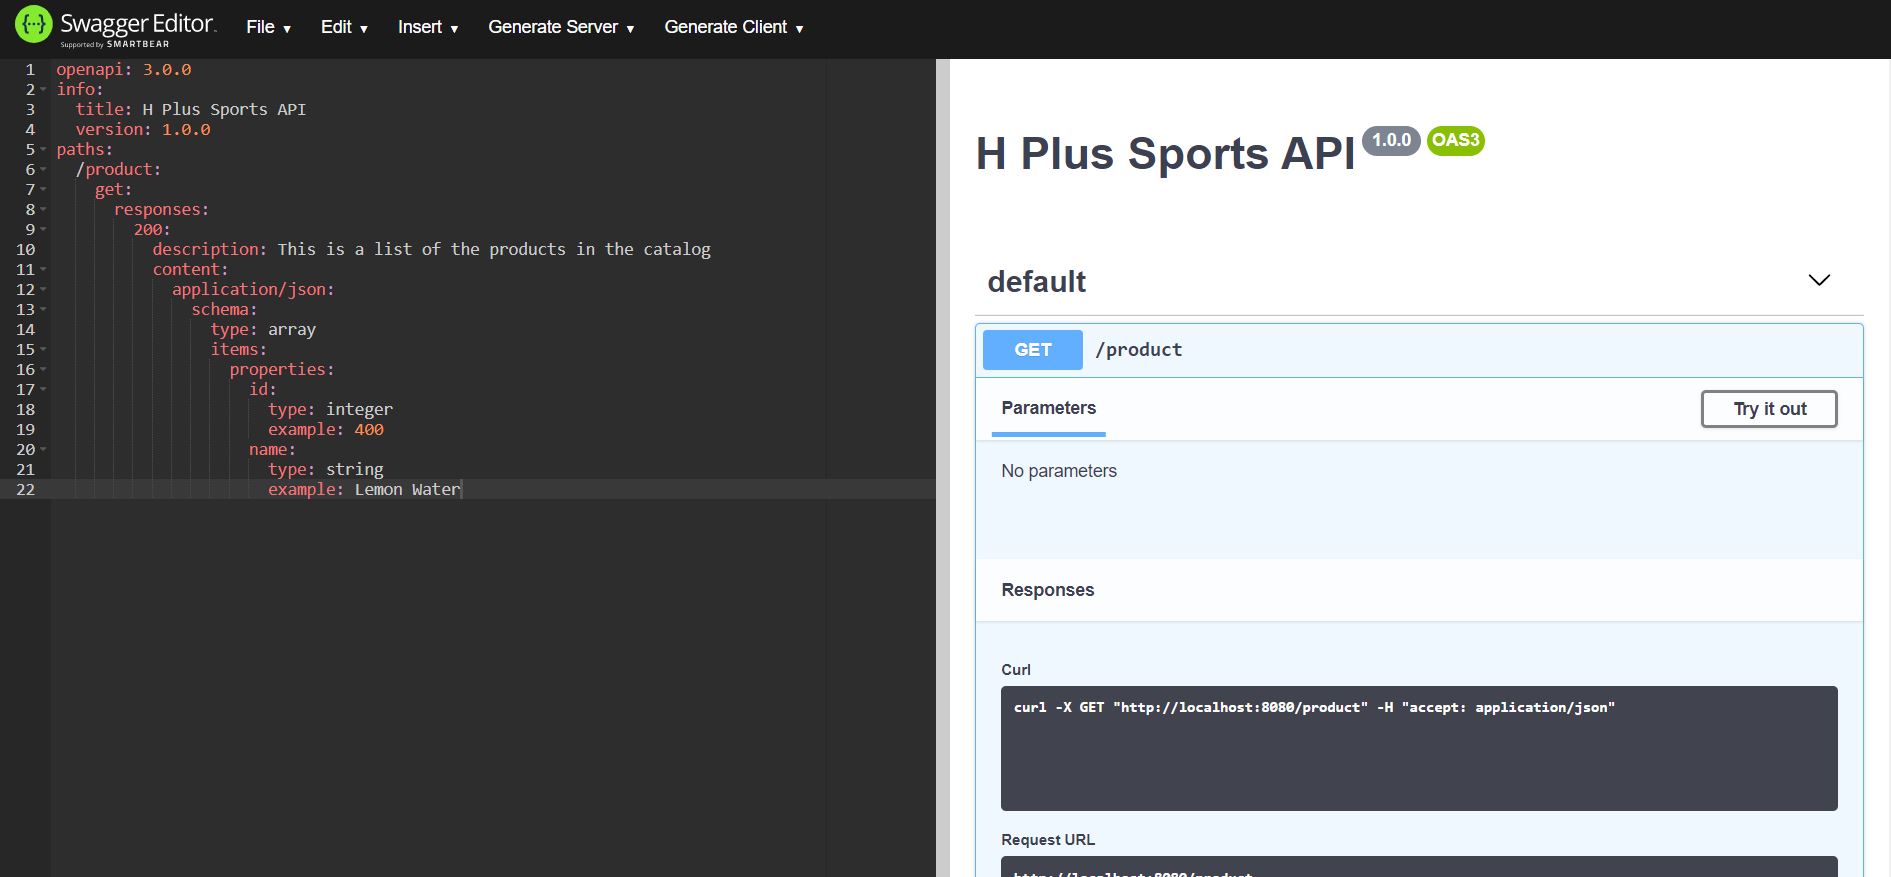 Swagger Editor
Supported by SMARTBEAR
File ▼ Edit ▼ Insert ▼ Generate Server ▼ Generate Client ▼
1 openapi: 3.0.0
2 info:
3 title: H Plus Sports API
4 version: 1.0.0
5 paths:
6 /product:
7 get:
8 responses:
9 200:
10 description: This is a list of the products in the catalog
11 content:
12 application/json:
13 schema:
14 type: array
15 items:
16 properties:
17 id:
18 type: integer
19 example: 400
20 name:
21 type: string
22 example: Lemon Water
H Plus Sports API 1.0.0 OAS3
default
GET /product
Parameters
Try it out
No parameters
Responses
Curl
curl -X GET "http://localhost:8080/product" -H "accept: application/json"
Request URL
http://localhost:8080/product